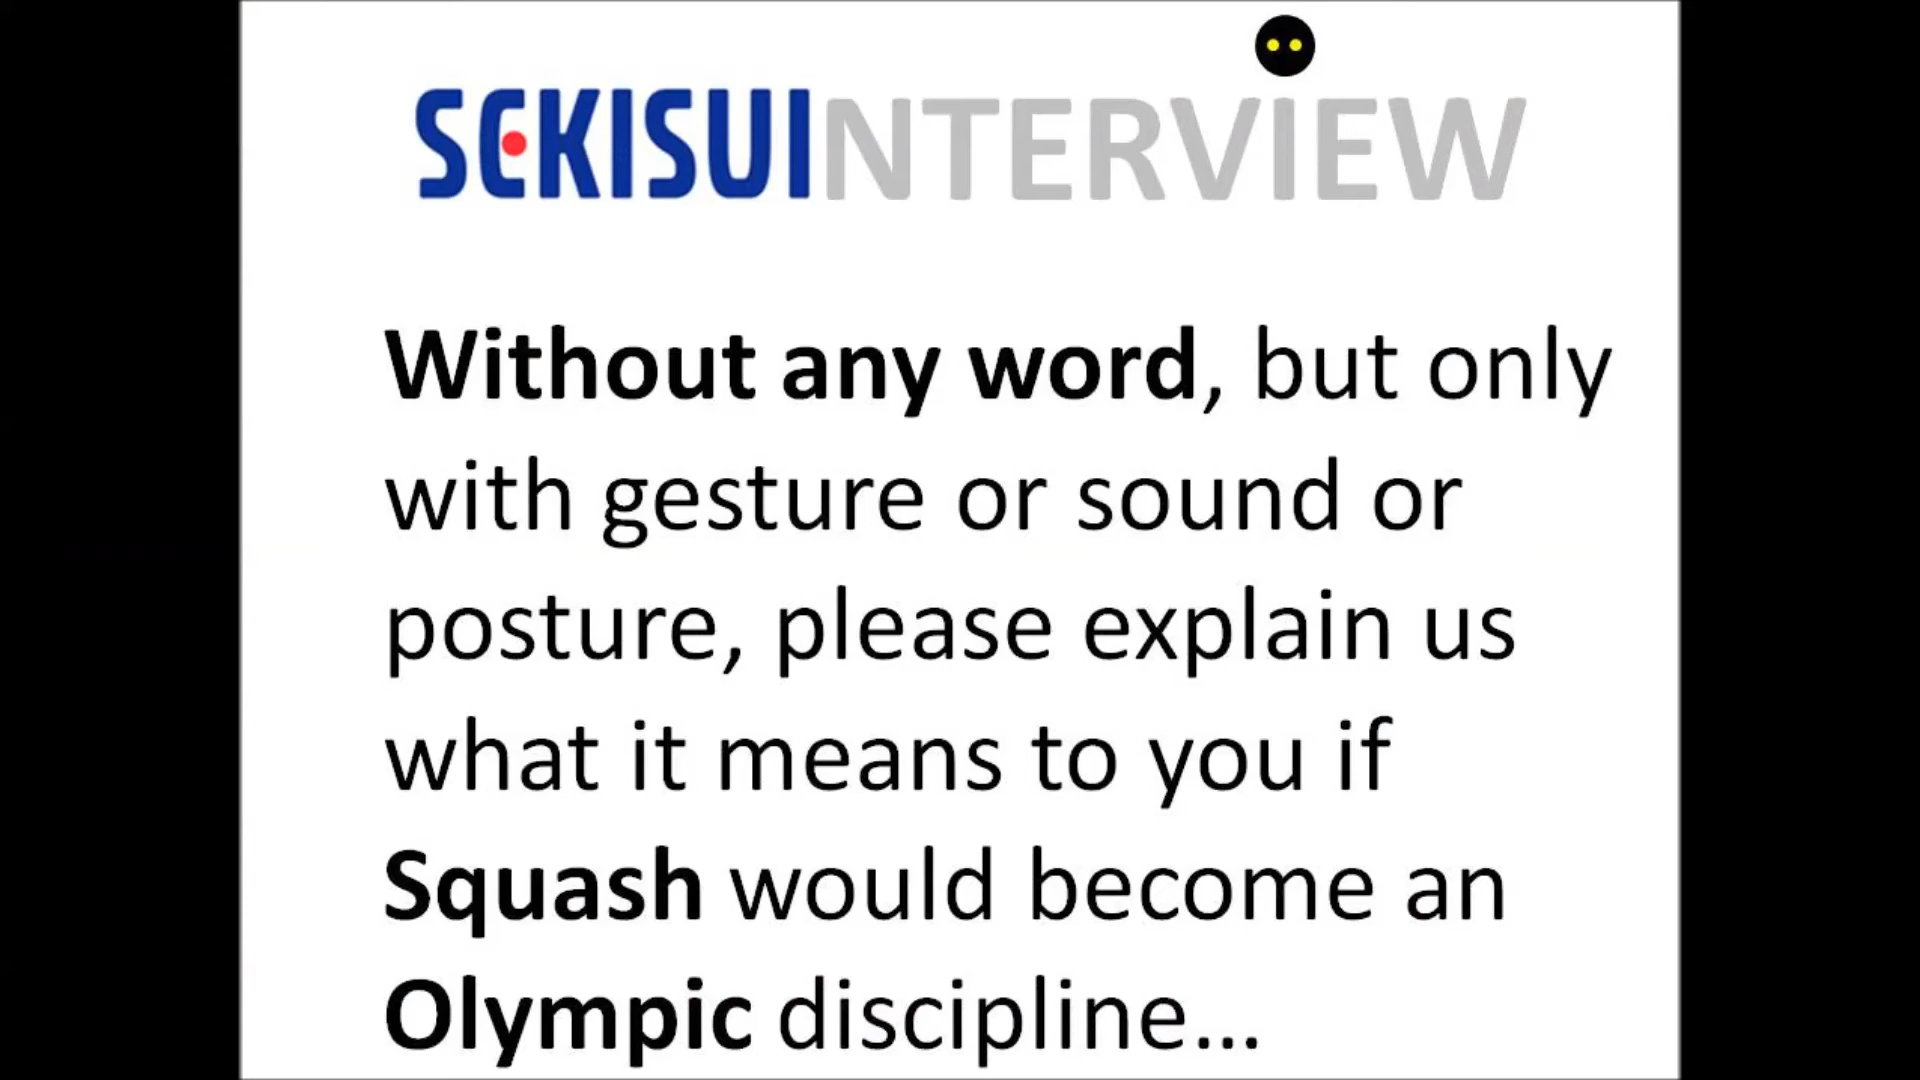 SEKISUINTERVIEW
Without any word, but only
with gesture or sound or
posture, please explain us
what it means to you if
Squash would become an
Olympic discipline...